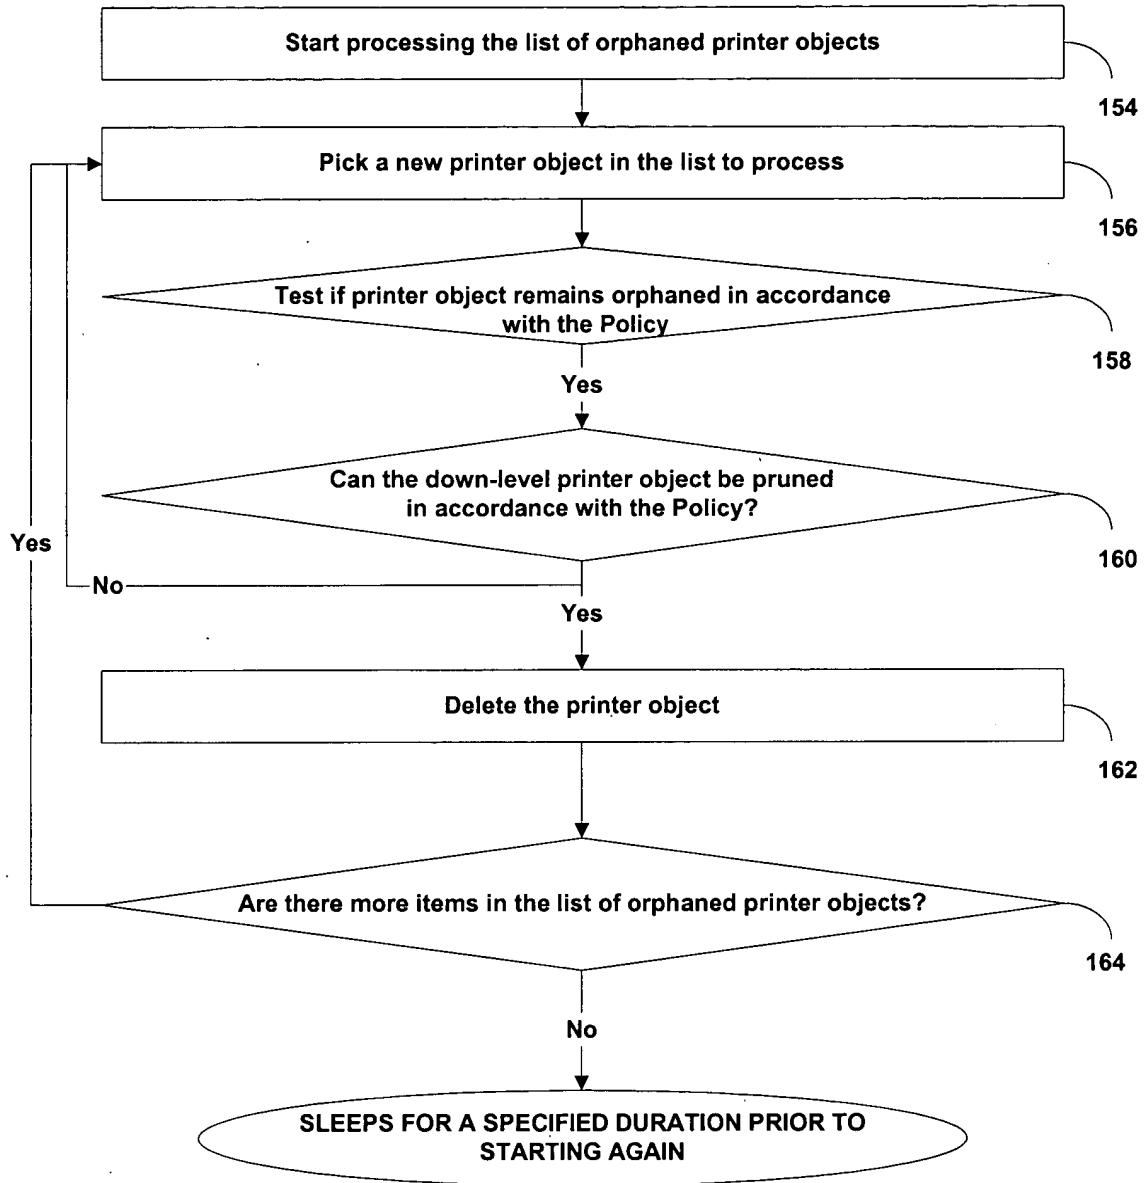 Start processing the list of orphaned printer objects
154
Pick a new printer object in the list to process
156
Test if printer object remains orphaned in accordance
with the Policy
158
Yes
Can the down-level printer object be pruned
in accordance with the Policy?
160
Yes
No
Yes
Delete the printer object
162
Are there more items in the list of orphaned printer objects?
164
No
SLEEPS FOR A SPECIFIED DURATION PRIOR TO
STARTING AGAIN